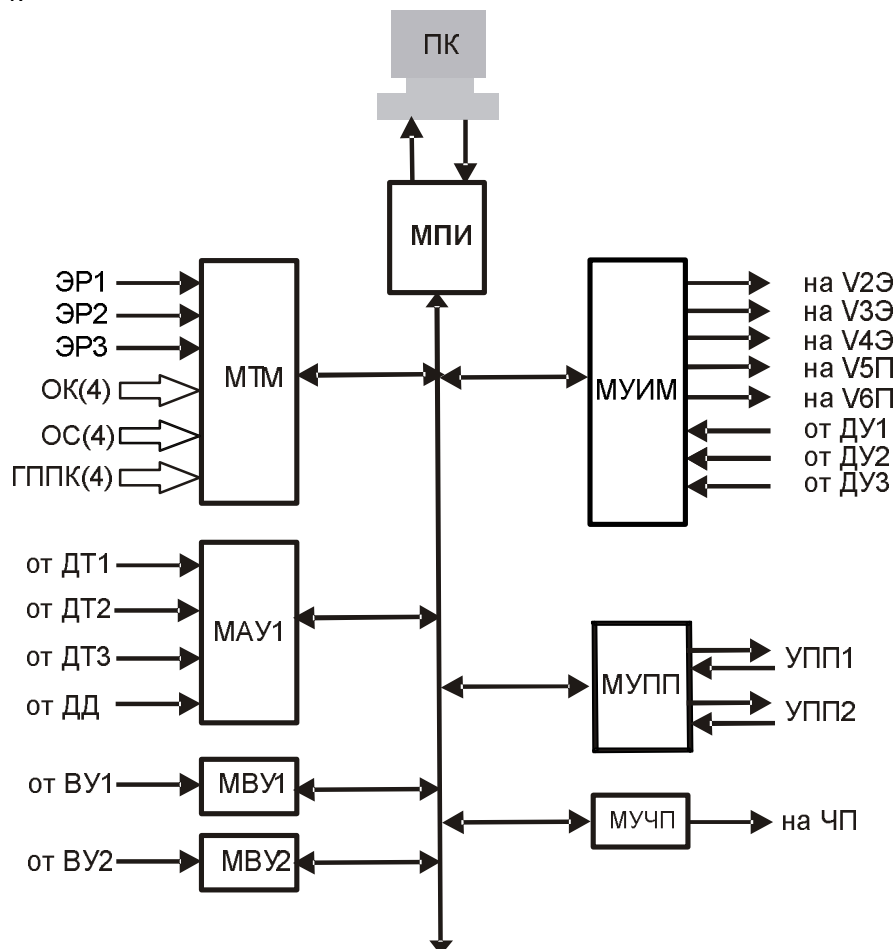 ПК
МПИ
ЭР1
ЭР2
ЭР3
ОК(4)
ОС(4)
ГППК(4)
МТМ
МУИМ
на V2Э
на V3Э
на V4Э
на V5П
на V6П
от ДУ1
от ДУ2
от ДУ3
от ДТ1
от ДТ2
от ДТ3
от ДД
МАУ1
МУПП
УПП1
УПП2
от ВУ1
МВУ1
МУЧП
на ЧП
от ВУ2
МВУ2